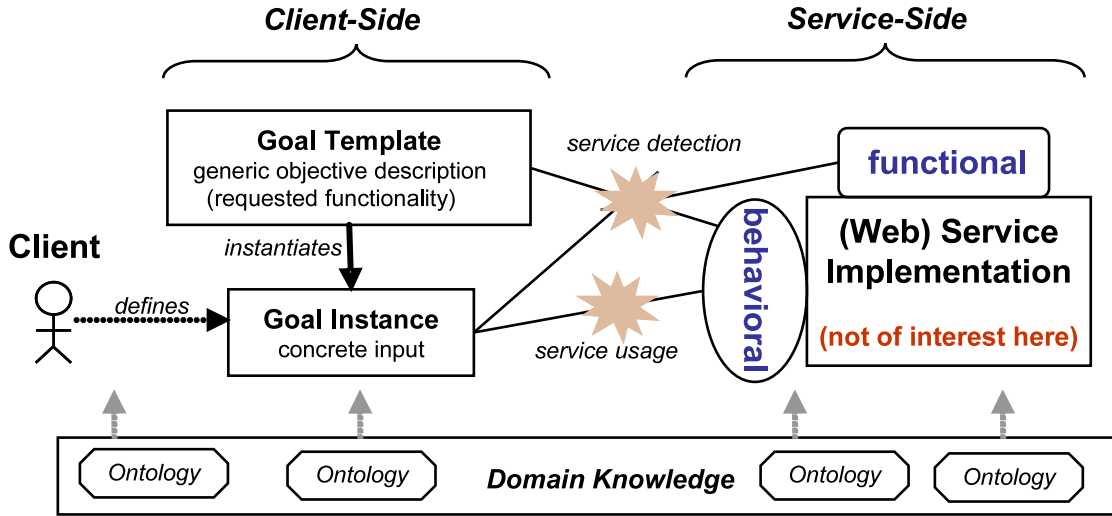 Client-Side
Service-Side
Goal Template
generic objective description
(requested functionality)
service detection
functional
instantiates
behavioral
(Web) Service
Implementation
(not of interest here)
Client
defines
Goal Instance
concrete input
service usage
Ontology
Ontology
Domain Knowledge
Ontology
Ontology